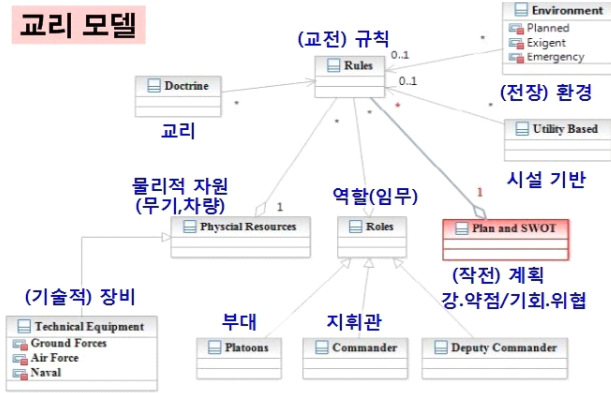 교리 모델
Environment
Planned
Exigent
Emergency
(교전) 규칙
0..1
*
Rules
0..1
(전장) 환경
Doctrine
*
*
*
*
*
교리
Utility Based
시설 기반
물리적 자원
(무기,차량)
역할(임무)
1
1
Physcial Resources
Roles
Plan and SWOT
(작전) 계획
강.약점/기회.위협
(기술적) 장비
부대
지휘관
Technical Equipment
Ground Forces
Air Force
Naval
Platoons
Commander
Deputy Commander